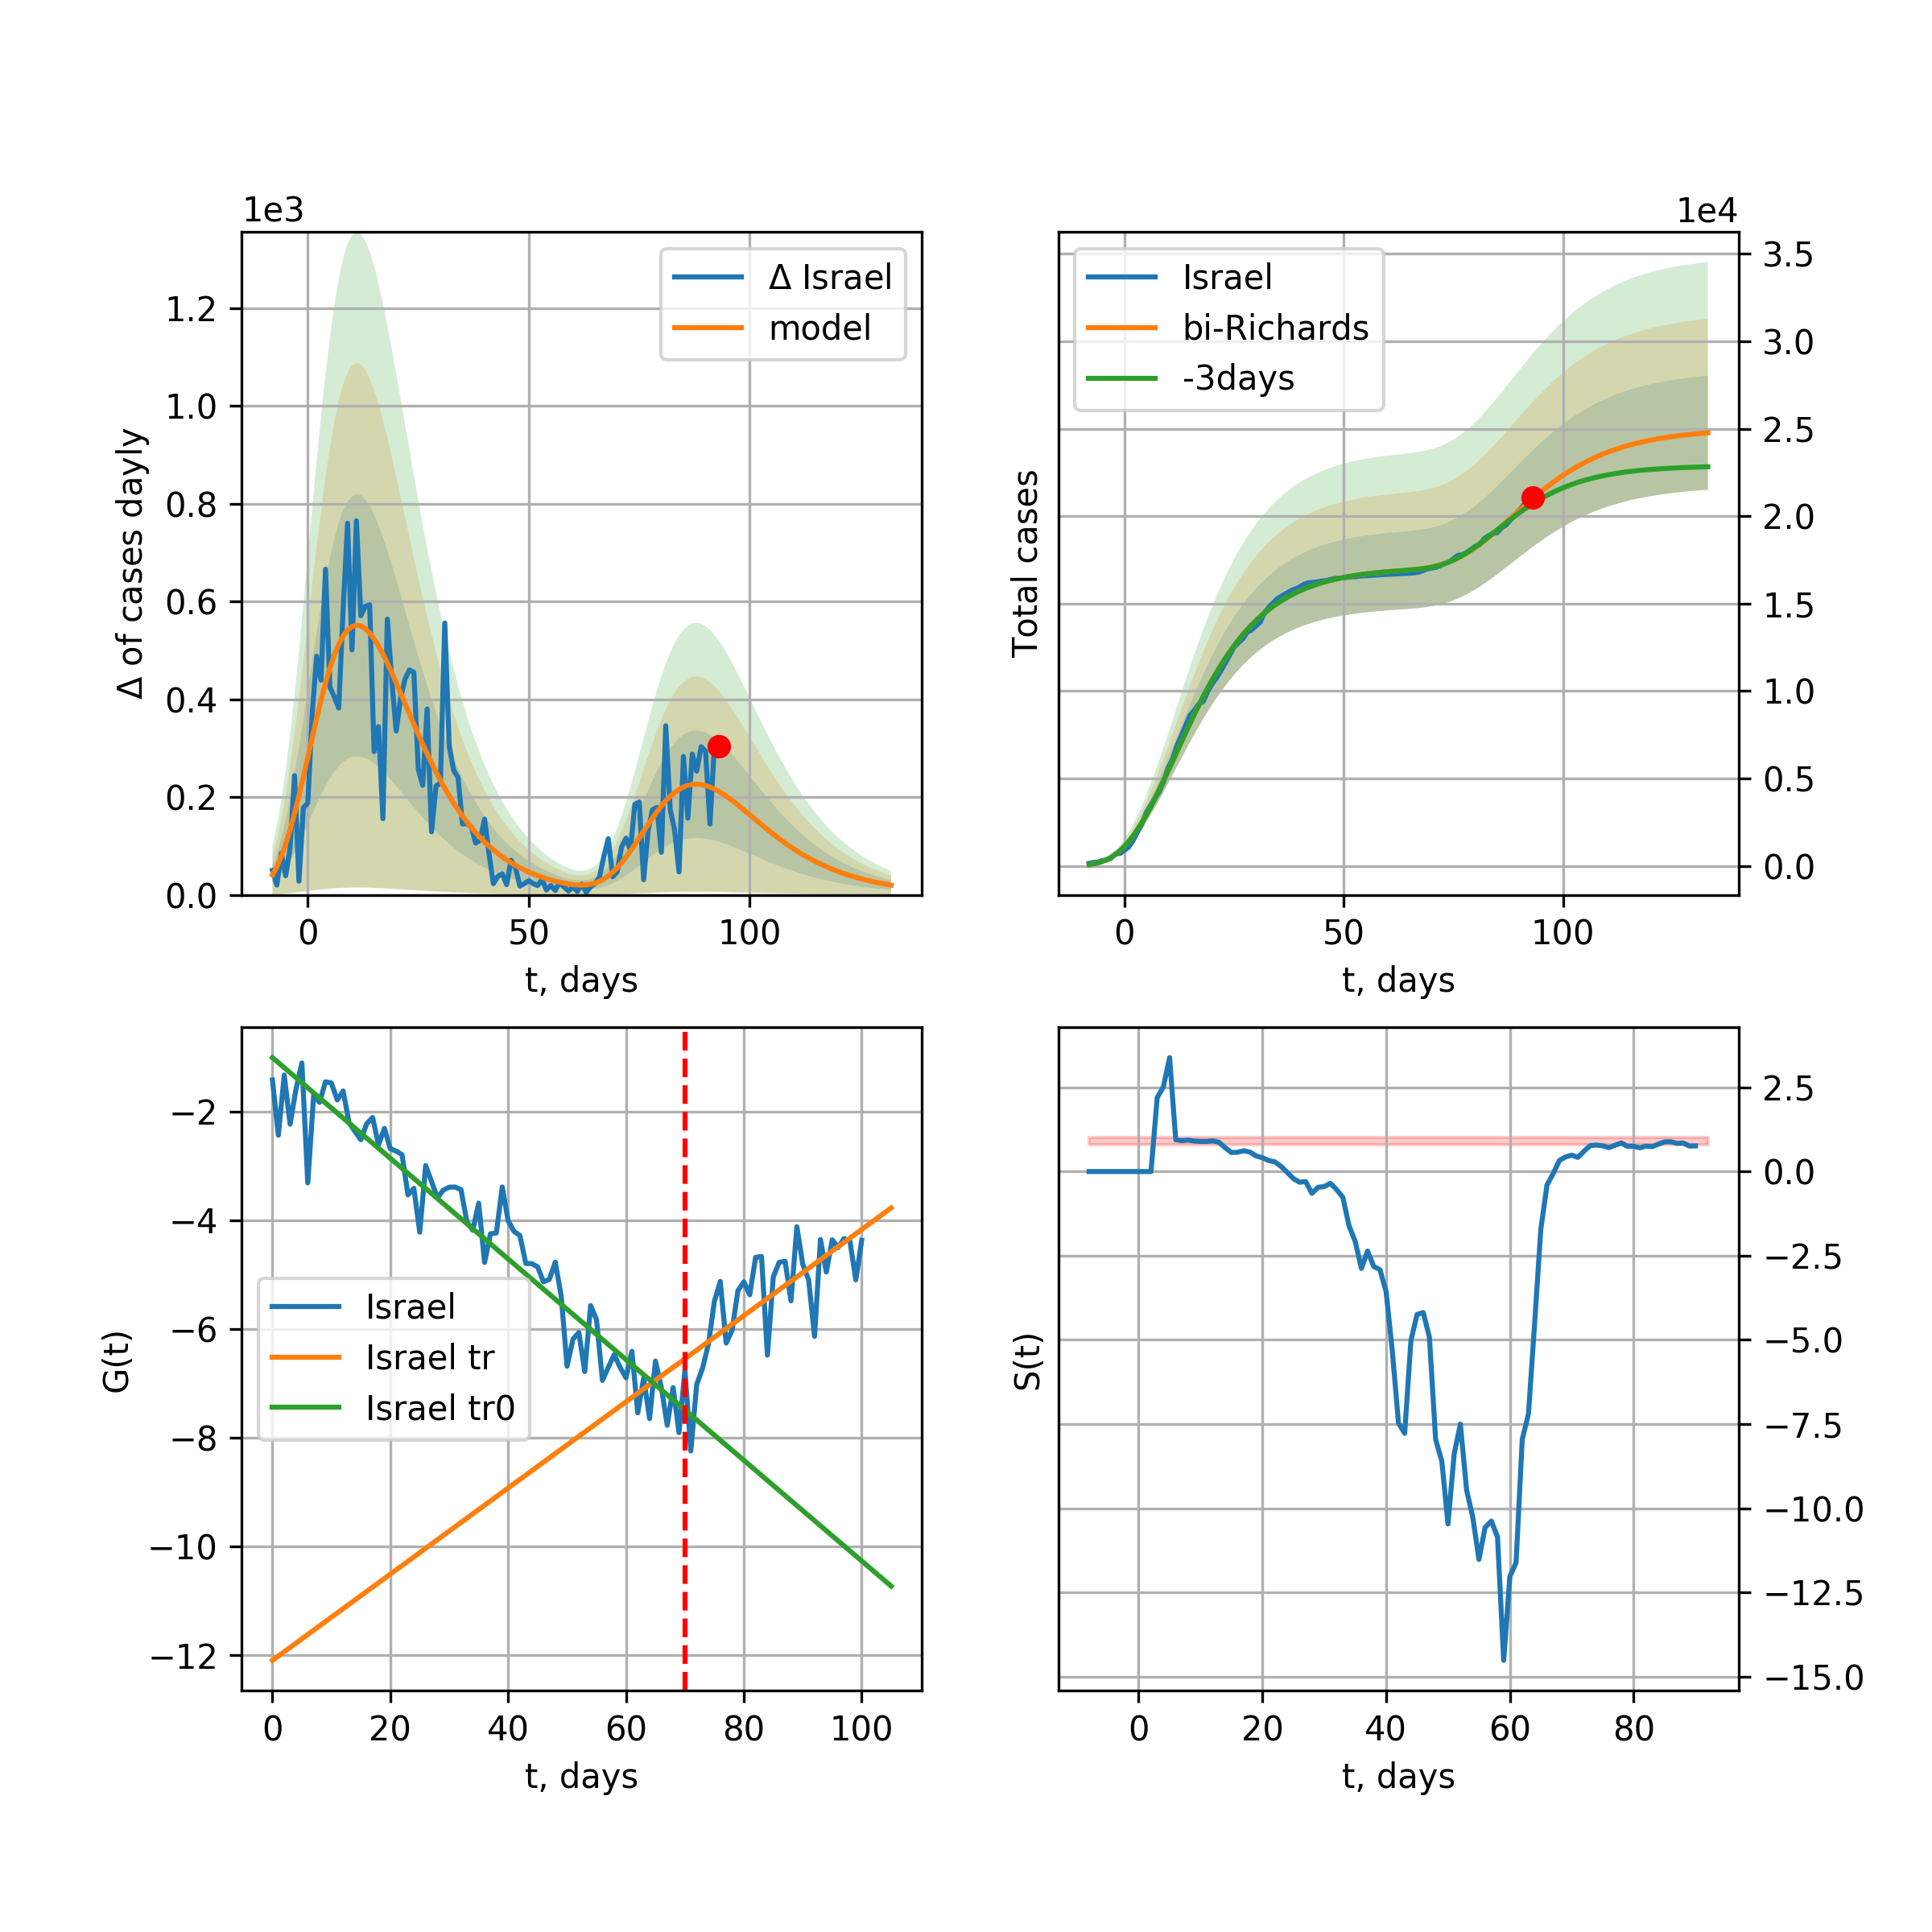 1e3
1.2
1.0
0.8
0.6
0.4
0.2
0.0
Δ of cases dayly
Δ Israel
model
0 50 100
t, days
1e4
3.5
3.0
2.5
2.0
1.5
1.0
0.5
0.0
Total cases
Israel
bi-Richards
-3days
0 50 100
t, days
−2
−4
−6
−8
−10
−12
G(t)
Israel
Israel tr
Israel tr0
0 20 40 60 80 100
t, days
2.5
0.0
−2.5
−5.0
−7.5
−10.0
−12.5
−15.0
S(t)
0 20 40 60 80
t, days